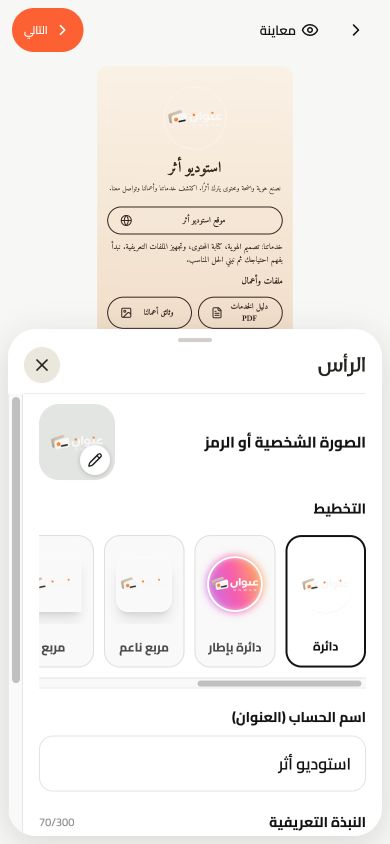 معاينة
التالي
عنوان
استوديو أثر
نصنع هوية واضحة ومحتوى يترك أثرًا. اكتشف خدماتنا وأعمالنا وتواصل معنا.
موقع استوديو أثر
خدماتنا: تصميم الهوية، كتابة المحتوى، وتجهيز الملفات التعريفية. نبدأ
بفهم احتياجك ثم نبني الحل المناسب.
ملفات وأعمال
دليل الخدمات
PDF
وثائق أعمالنا
الرأس
الصورة الشخصية أو الرمز
عنوان
التخطيط
عنوان
دائرة
دائرة بإطار
مربع ناعم
مربع
اسم الحساب (العنوان)
استوديو أثر
النبذة التعريفية
70/300